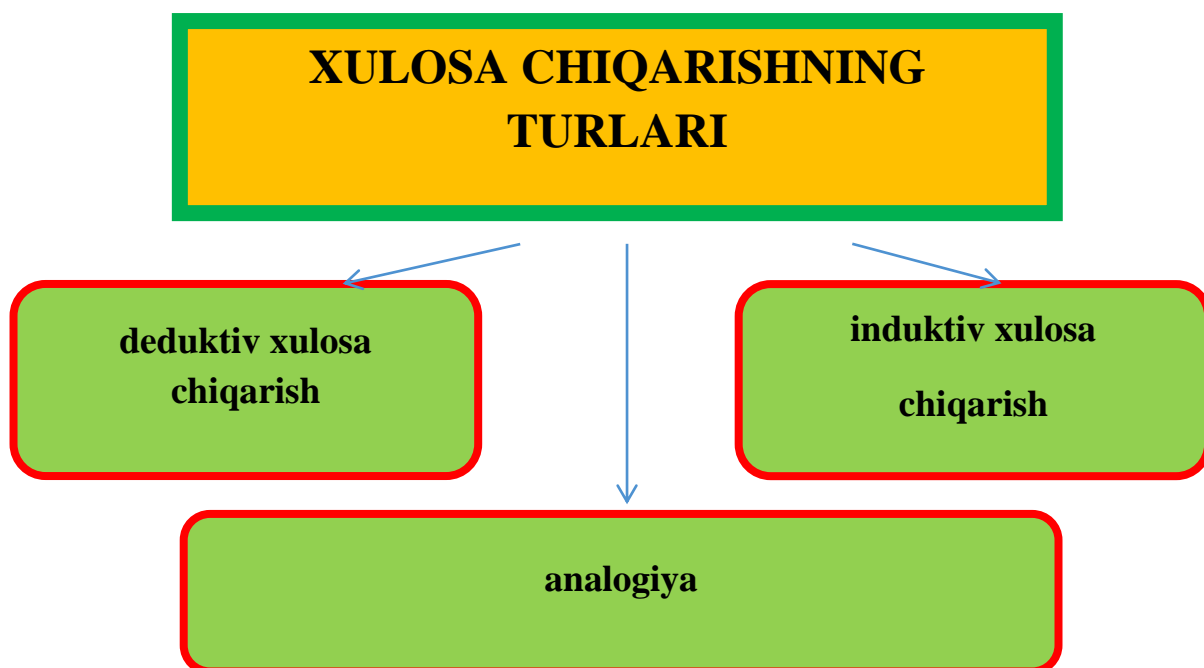 XULOSA CHIQARISHNING
TURLARI
deduktiv xulosa
chiqarish
induktiv xulosa
chiqarish
analogiya